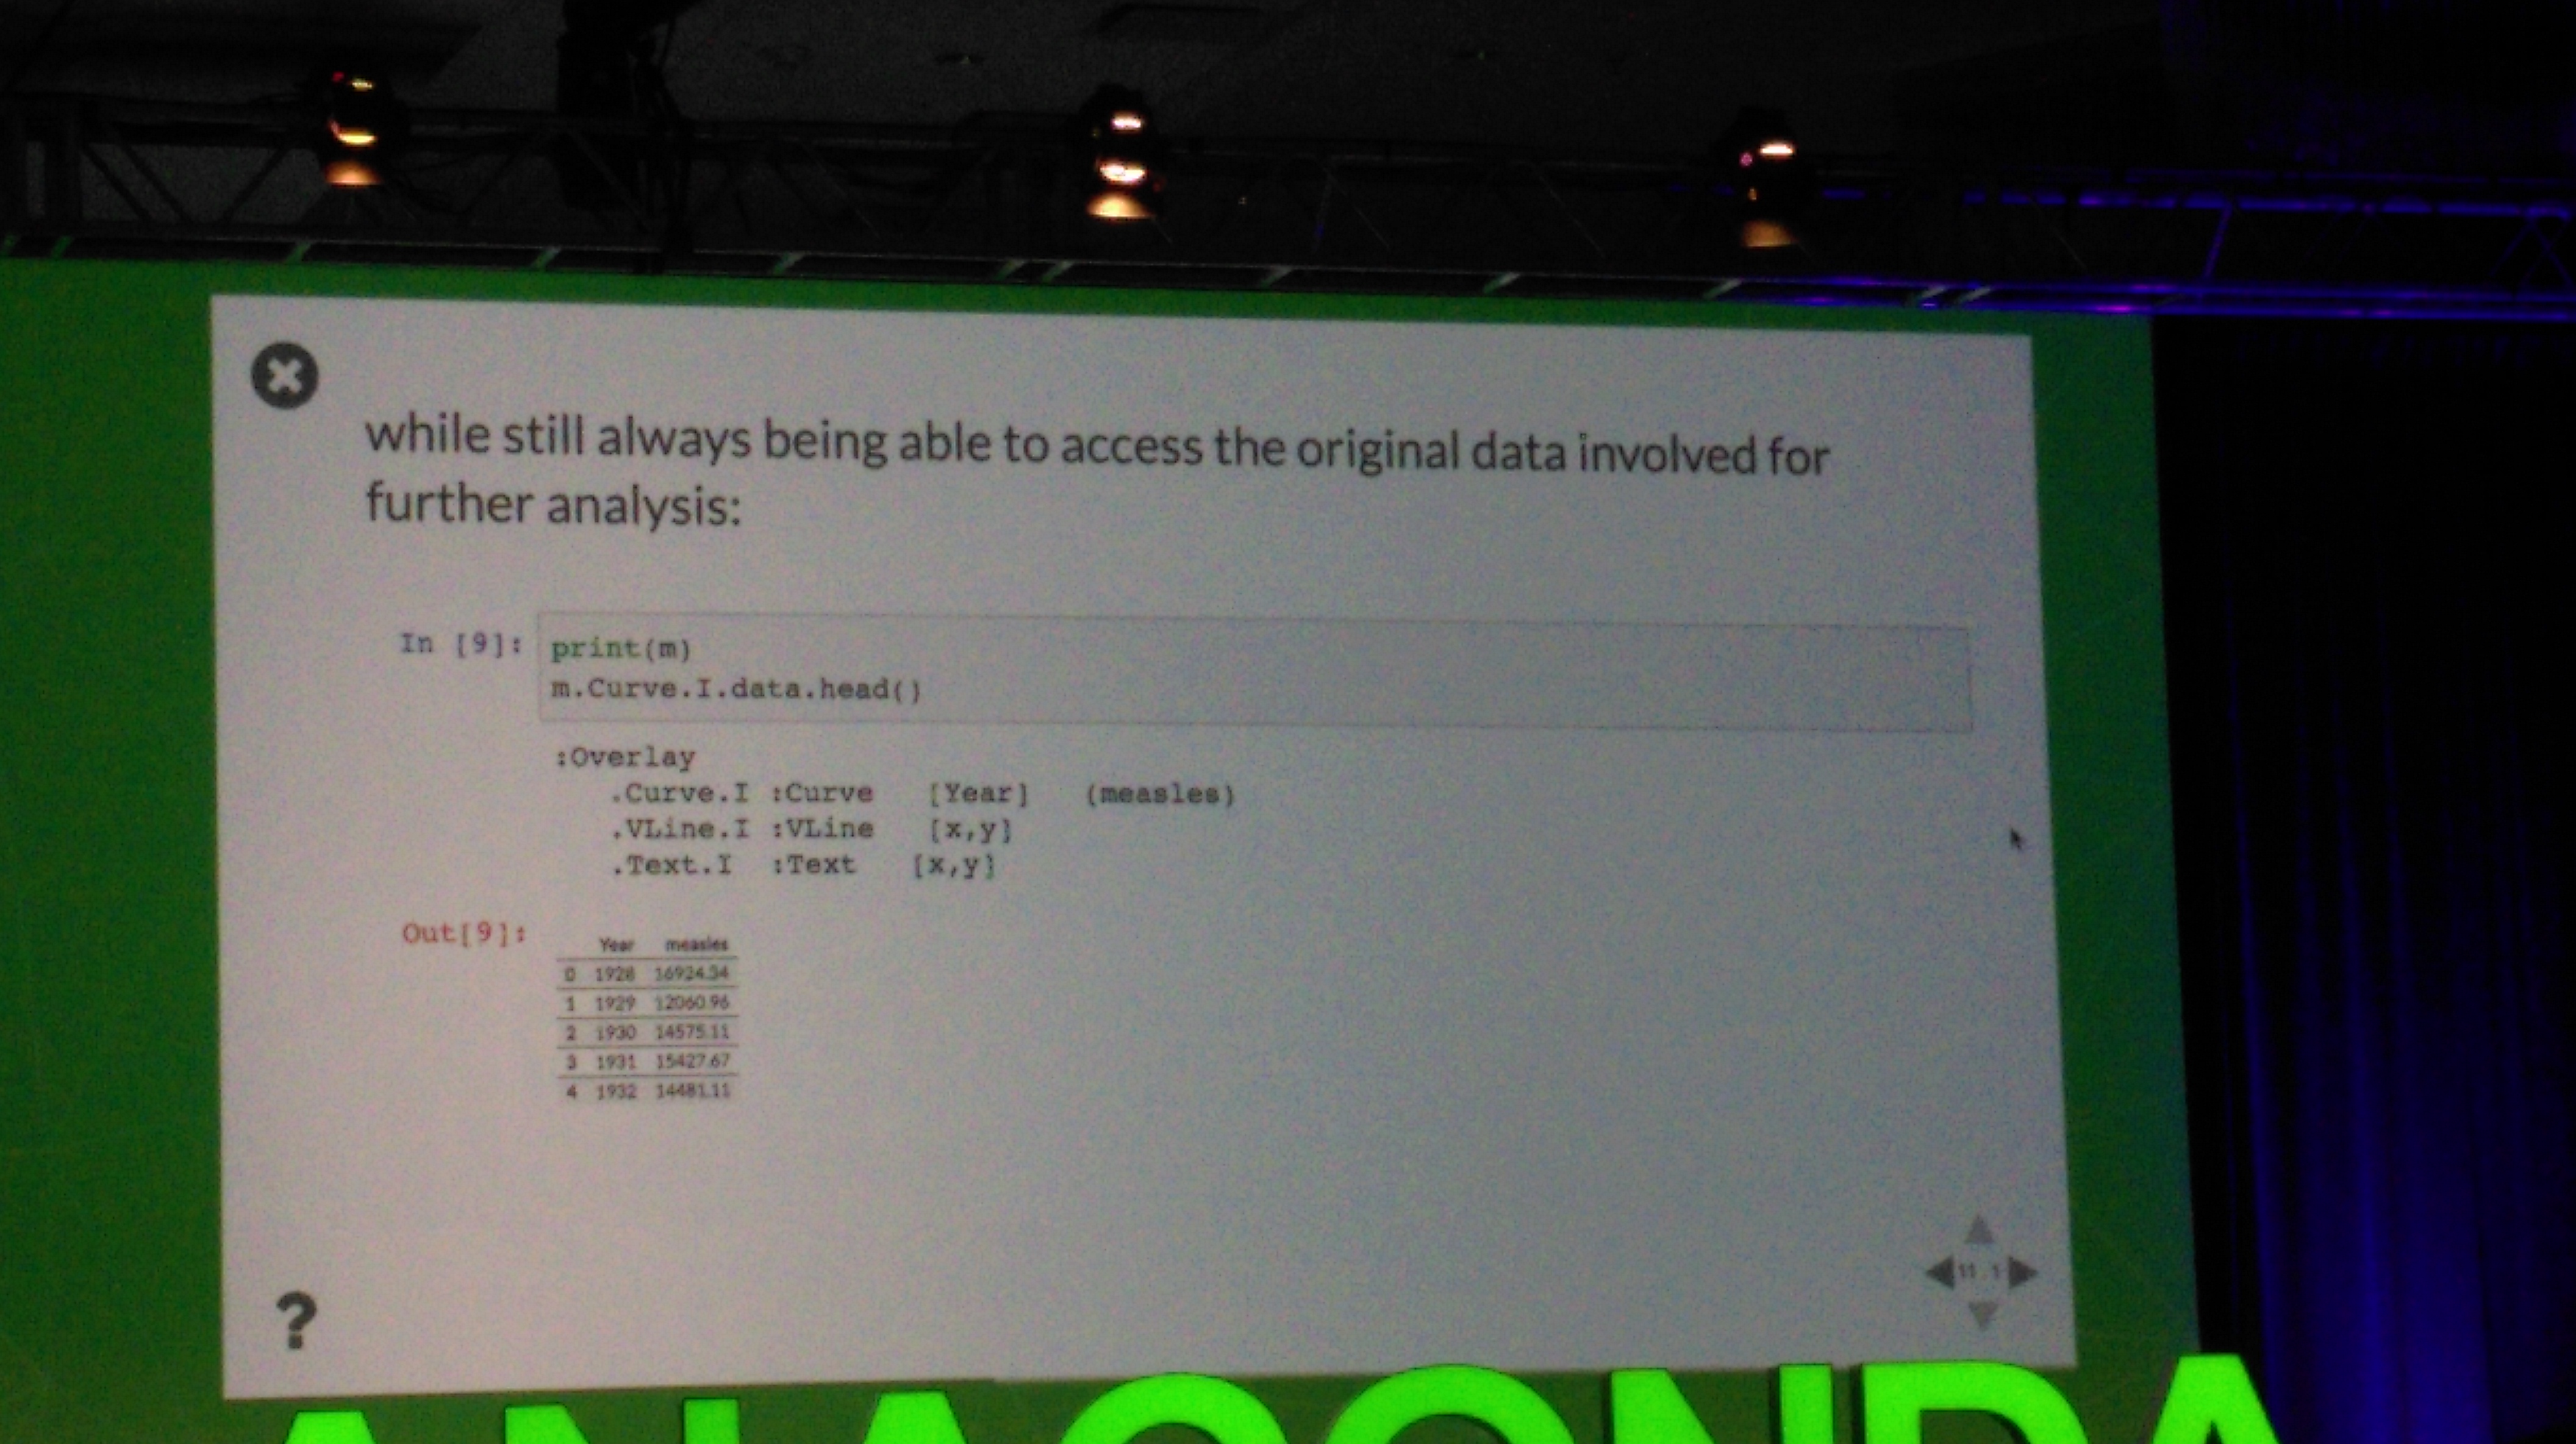 while still always being able to access the original data involved for
further analysis:
In [9]: print(m)
m.Curve.I.data.head()
:Overlay
.Curve.I :Curve [Year] (measles)
.VLine.I :VLine [x,y]
.Text.I :Text [x,y]
Out[9]:
Year measles
0 1928 16924.34
1 1929 12060.96
2 1930 14575.11
3 1931 15427.67
4 1932 14481.11
?
11 . 1
ANACONDA